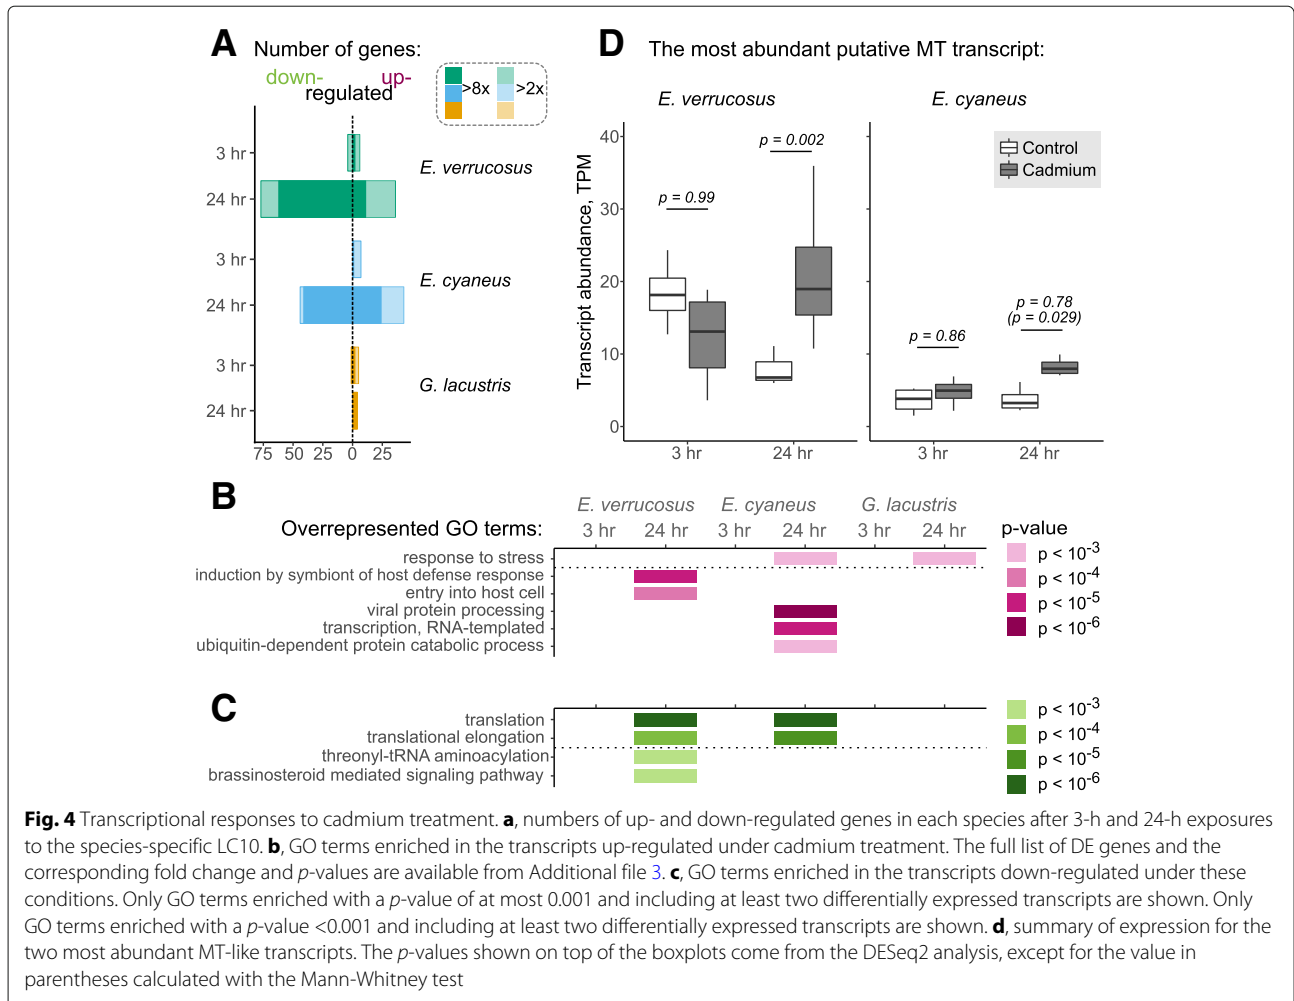 A
Number of genes:
down- up-
regulated
>8x >2x
3 hr
E. verrucosus
24 hr
3 hr
E. cyaneus
24 hr
3 hr
G. lacustris
24 hr
75 50 25 0 25
D
The most abundant putative MT transcript:
E. verrucosus E. cyaneus
Transcript abundance, TPM
40
30
20
10
0
p = 0.99
p = 0.002
p = 0.86
p = 0.78
(p = 0.029)
Control
Cadmium
3 hr 24 hr 3 hr 24 hr
B
E. verrucosus E. cyaneus G. lacustris
Overrepresented GO terms: 3 hr 24 hr 3 hr 24 hr 3 hr 24 hr
response to stress
induction by symbiont of host defense response
entry into host cell
viral protein processing
transcription, RNA-templated
ubiquitin-dependent protein catabolic process
p-value
p < 10-3
p < 10-4
p < 10-5
p < 10-6
C
translation
translational elongation
threonyl-tRNA aminoacylation
brassinosteroid mediated signaling pathway
p < 10-3
p < 10-4
p < 10-5
p < 10-6
Fig. 4 Transcriptional responses to cadmium treatment. a, numbers of up- and down-regulated genes in each species after 3-h and 24-h exposures
to the species-specific LC10. b, GO terms enriched in the transcripts up-regulated under cadmium treatment. The full list of DE genes and the
corresponding fold change and p-values are available from Additional file 3. c, GO terms enriched in the transcripts down-regulated under these
conditions. Only GO terms enriched with a p-value of at most 0.001 and including at least two differentially expressed transcripts are shown. Only
GO terms enriched with a p-value <0.001 and including at least two differentially expressed transcripts are shown. d, summary of expression for the
two most abundant MT-like transcripts. The p-values shown on top of the boxplots come from the DESeq2 analysis, except for the value in
parentheses calculated with the Mann-Whitney test